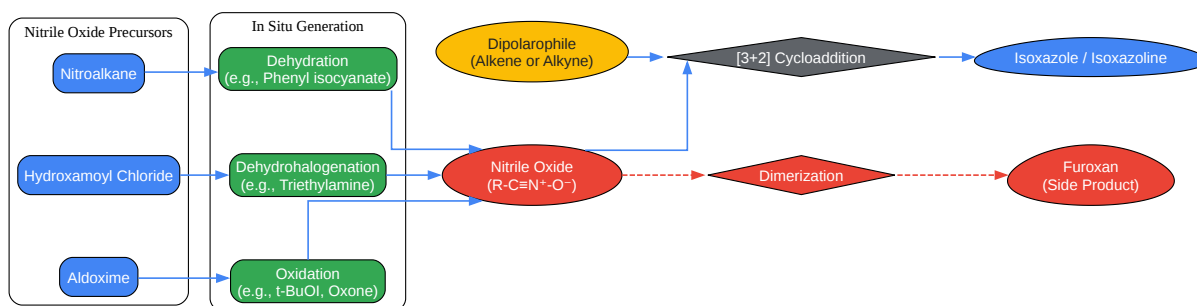 Nitrile Oxide Precursors
In Situ Generation
Nitroalkane
Dehydration
(e.g., Phenyl isocyanate)
Dipolarophile
(Alkene or Alkyne)
[3+2] Cycloaddition
Isoxazole / Isoxazoline
Hydroxamoyl Chloride
Dehydrohalogenation
(e.g., Triethylamine)
Nitrile Oxide
(R-C≡N⁺-O⁻)
Dimerization
Furoxan
(Side Product)
Aldoxime
Oxidation
(e.g., t-BuOI, Oxone)